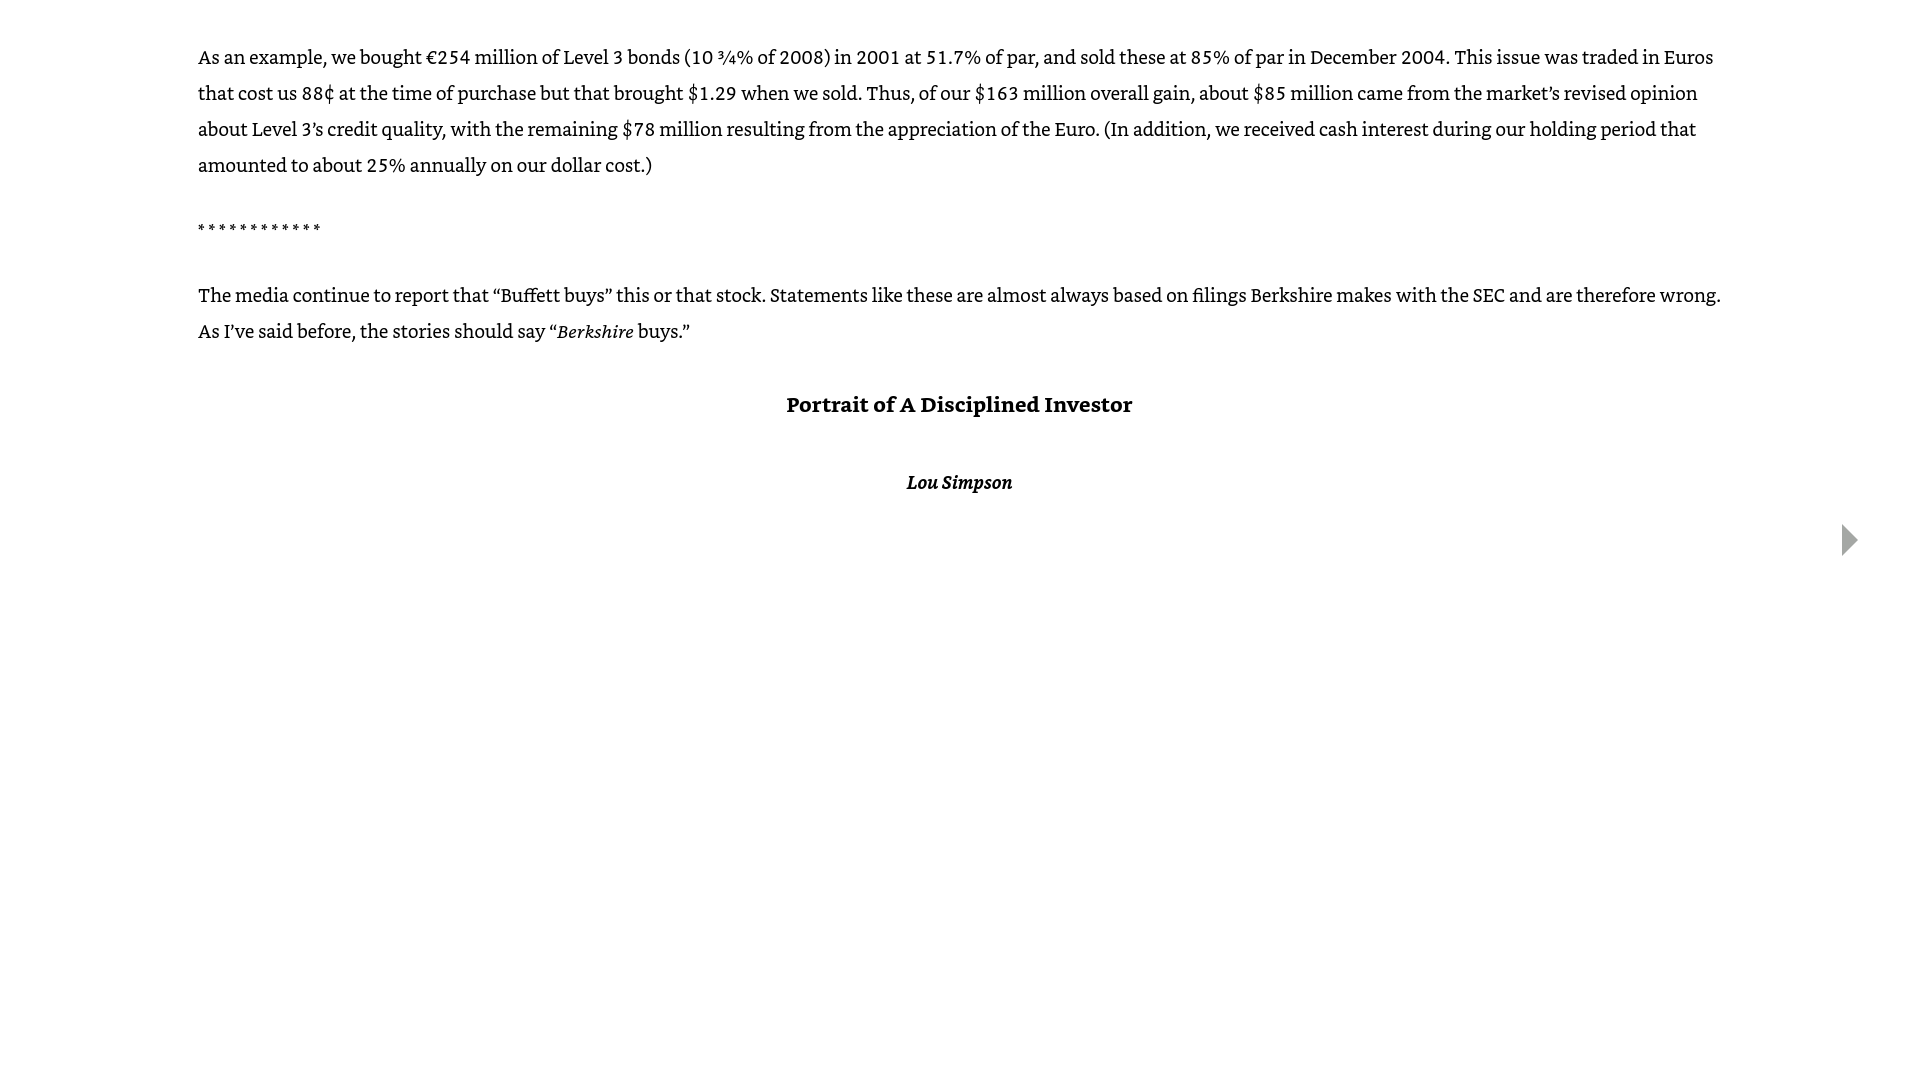 As an example, we bought €254 million of Level 3 bonds (10 ¾% of 2008) in 2001 at 51.7% of par, and sold these at 85% of par in December 2004. This issue was traded in Euros
that cost us 88¢ at the time of purchase but that brought $1.29 when we sold. Thus, of our $163 million overall gain, about $85 million came from the market’s revised opinion
about Level 3’s credit quality, with the remaining $78 million resulting from the appreciation of the Euro. (In addition, we received cash interest during our holding period that
amounted to about 25% annually on our dollar cost.)
* * * * * * * * * * * *
The media continue to report that “Buffett buys” this or that stock. Statements like these are almost always based on filings Berkshire makes with the SEC and are therefore wrong.
As I’ve said before, the stories should say “Berkshire buys.”
Portrait of A Disciplined Investor
Lou Simpson